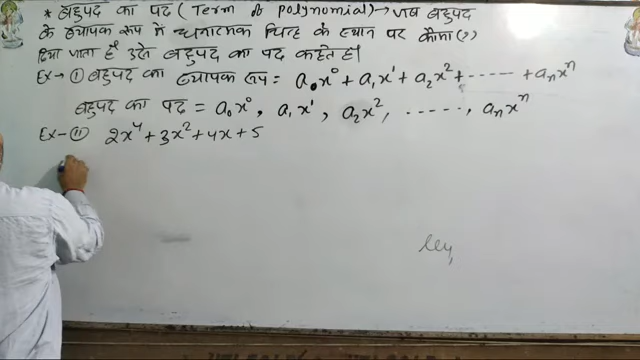 * बहुपद का पद (Term of polynomial) → जब बहुपद
के व्यापक रूप में धनात्मक चिन्ह के स्थान पर कौमा (,)
दिया जाता है उसे बहुपद का पद कहते हैं।
Ex → ① बहुपद का व्यापक रूप = a₀x⁰ + a₁x¹ + a₂x² + ------ + aₙxⁿ
बहुपद का पद = a₀x⁰, a₁x¹, a₂x², ......, aₙxⁿ
Ex - ⑪ 2x⁴ + 3x² + 4x + 5